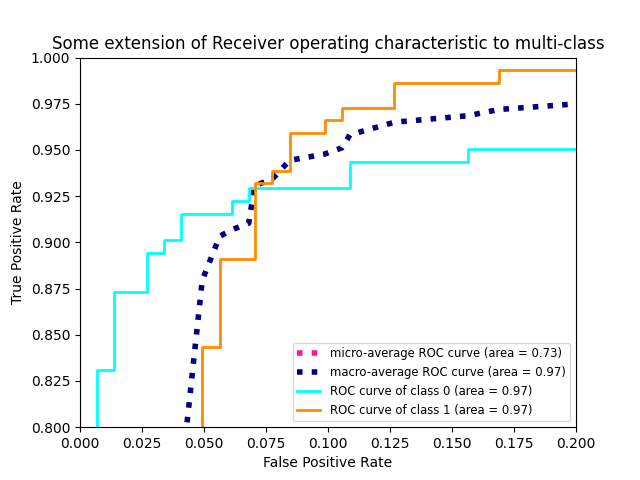 Some extension of Receiver operating characteristic to multi-class
1.000
0.975
0.950
0.925
0.900
0.875
0.850
0.825
0.800
True Positive Rate
micro-average ROC curve (area = 0.73)
macro-average ROC curve (area = 0.97)
ROC curve of class 0 (area = 0.97)
ROC curve of class 1 (area = 0.97)
0.000 0.025 0.050 0.075 0.100 0.125 0.150 0.175 0.200
False Positive Rate